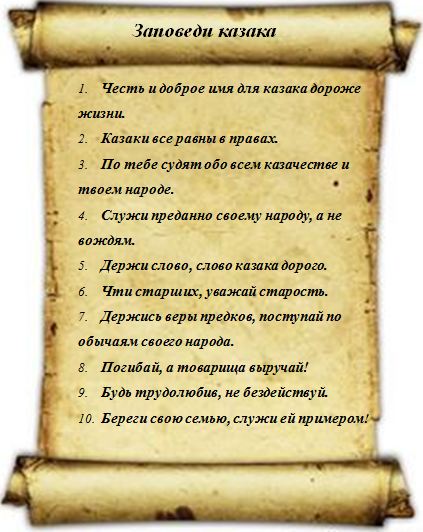 Заповеди казака
1. Честь и доброе имя для казака дороже
жизни.
2. Казаки все равны в правах.
3. По тебе судят обо всем казачестве и
твоем народе.
4. Служи преданно своему народу, а не
вождям.
5. Держи слово, слово казака дорого.
6. Чти старших, уважай старость.
7. Держись веры предков, поступай по
обычаям своего народа.
8. Погибай, а товарища выручай!
9. Будь трудолюбив, не бездействуй.
10. Береги свою семью, служи ей примером!